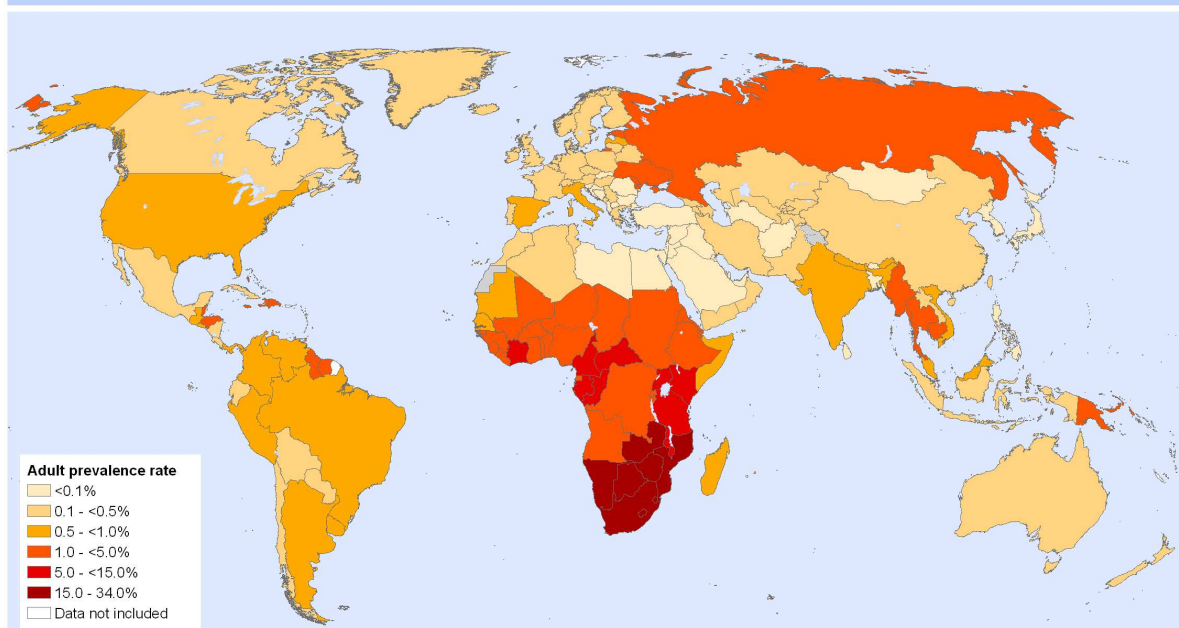 Adult prevalence rate
<0.1%
0.1 - <0.5%
0.5 - <1.0%
1.0 - <5.0%
5.0 - <15.0%
15.0 - 34.0%
Data not included